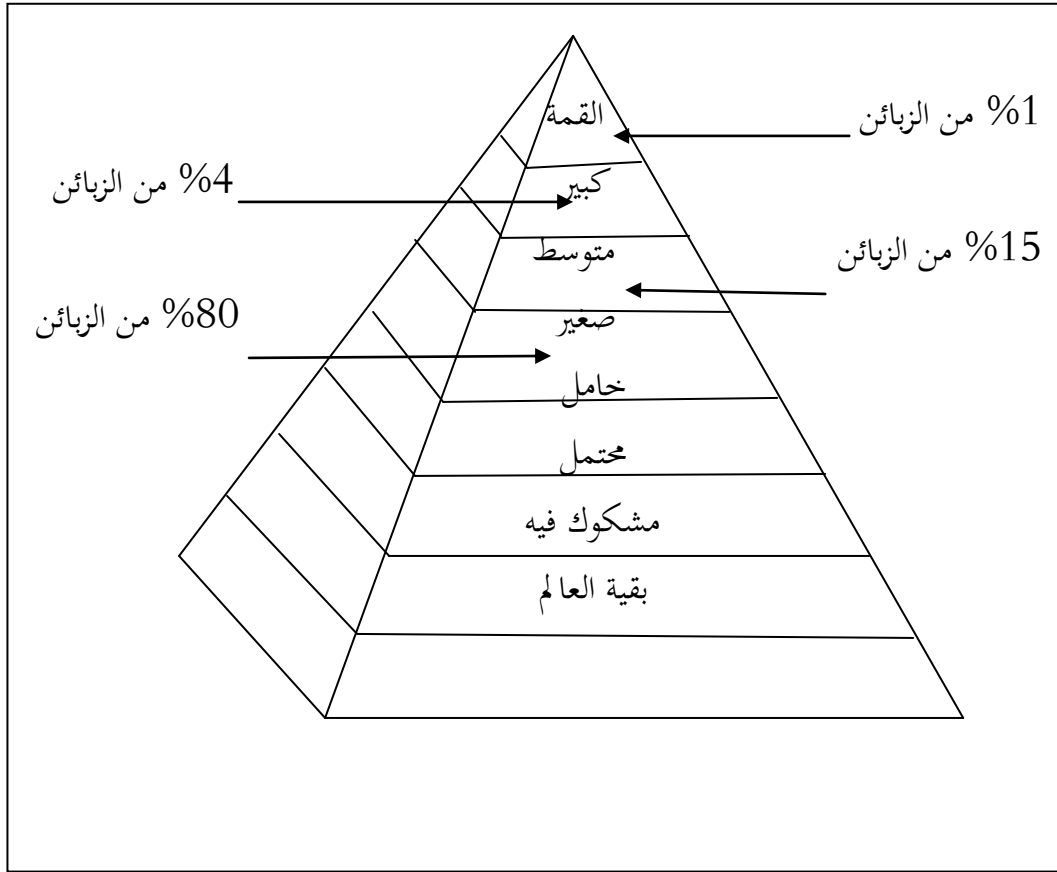 القمة
%1 من الزبائن
كبير
%4 من الزبائن
متوسط
%15 من الزبائن
صغير
%80 من الزبائن
خامل
محتمل
مشكوك فيه
بقية العالم